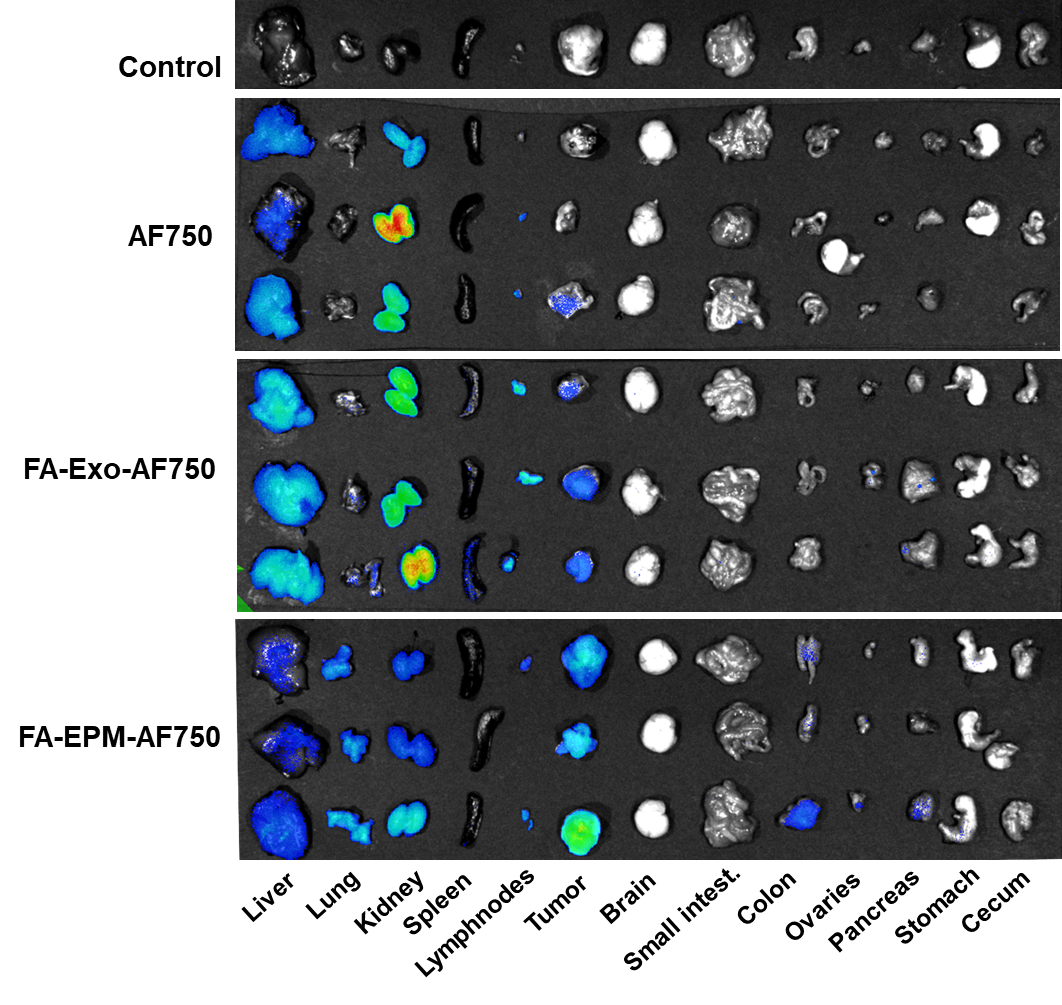 Control
AF750
FA-Exo-AF750
FA-EPM-AF750
Liver
Lung
Kidney
Spleen
Lymphnodes
Tumor
Brain
Small intest.
Colon
Ovaries
Pancreas
Stomach
Cecum